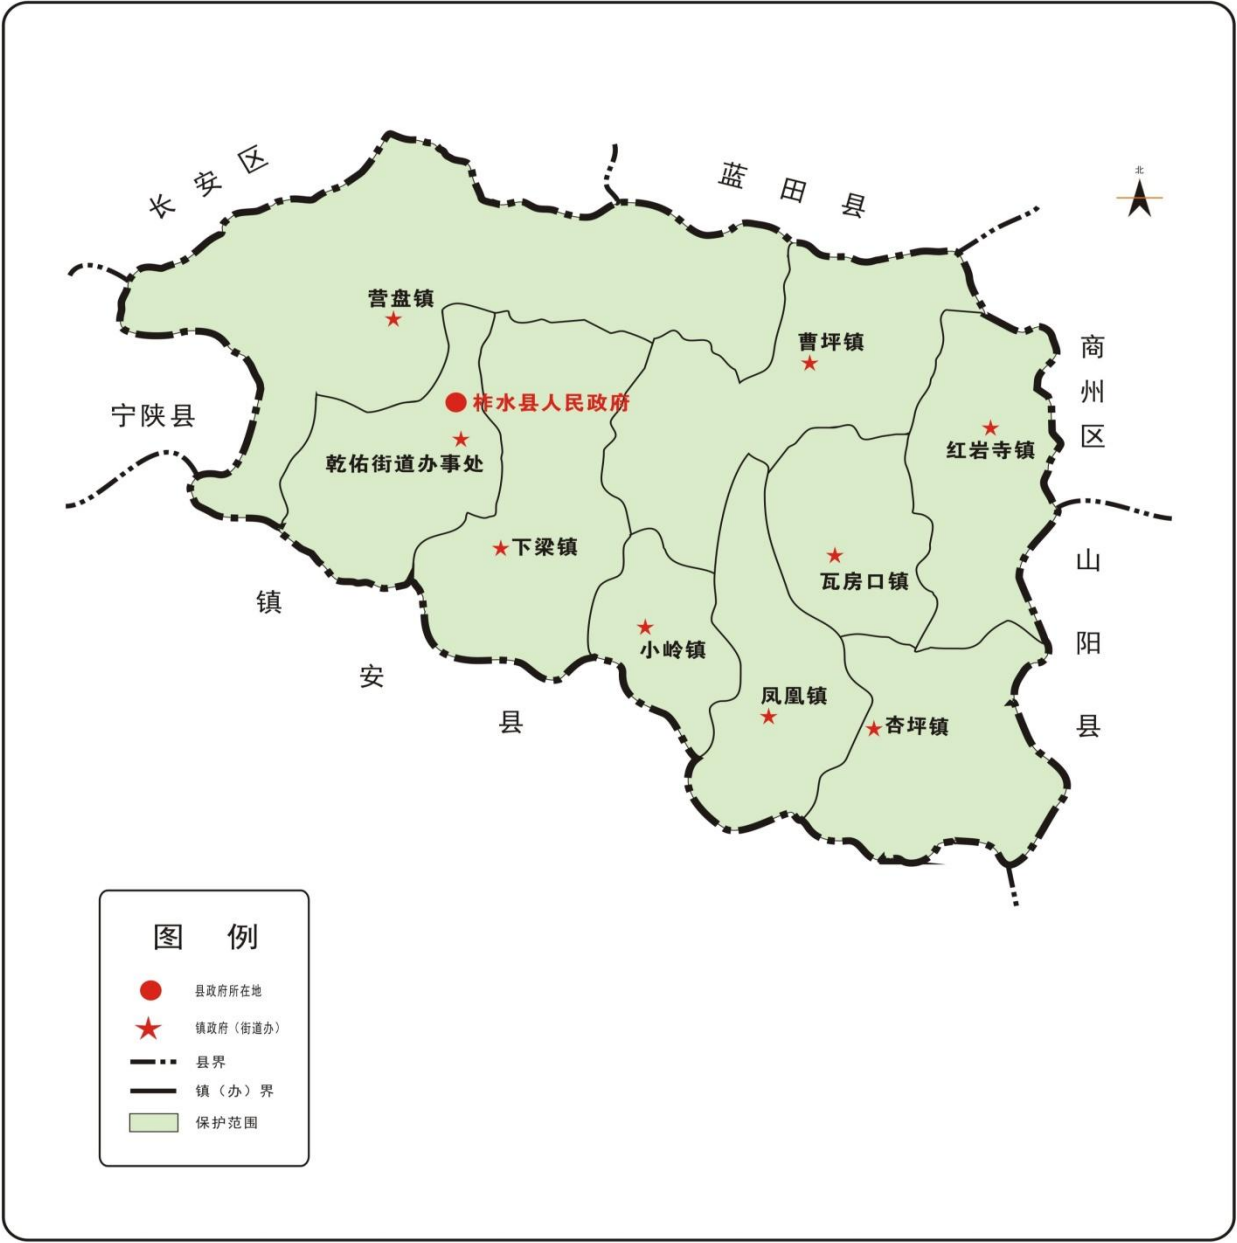 北
长安区
蓝田县
营盘镇
曹坪镇
商州区
柞水县人民政府
宁陕县
红岩寺镇
乾佑街道办事处
下梁镇
瓦房口镇
山阳县
镇安县
小岭镇
凤凰镇
杏坪镇
图 例
县政府所在地
镇政府（街道办）
县界
镇（办）界
保护范围